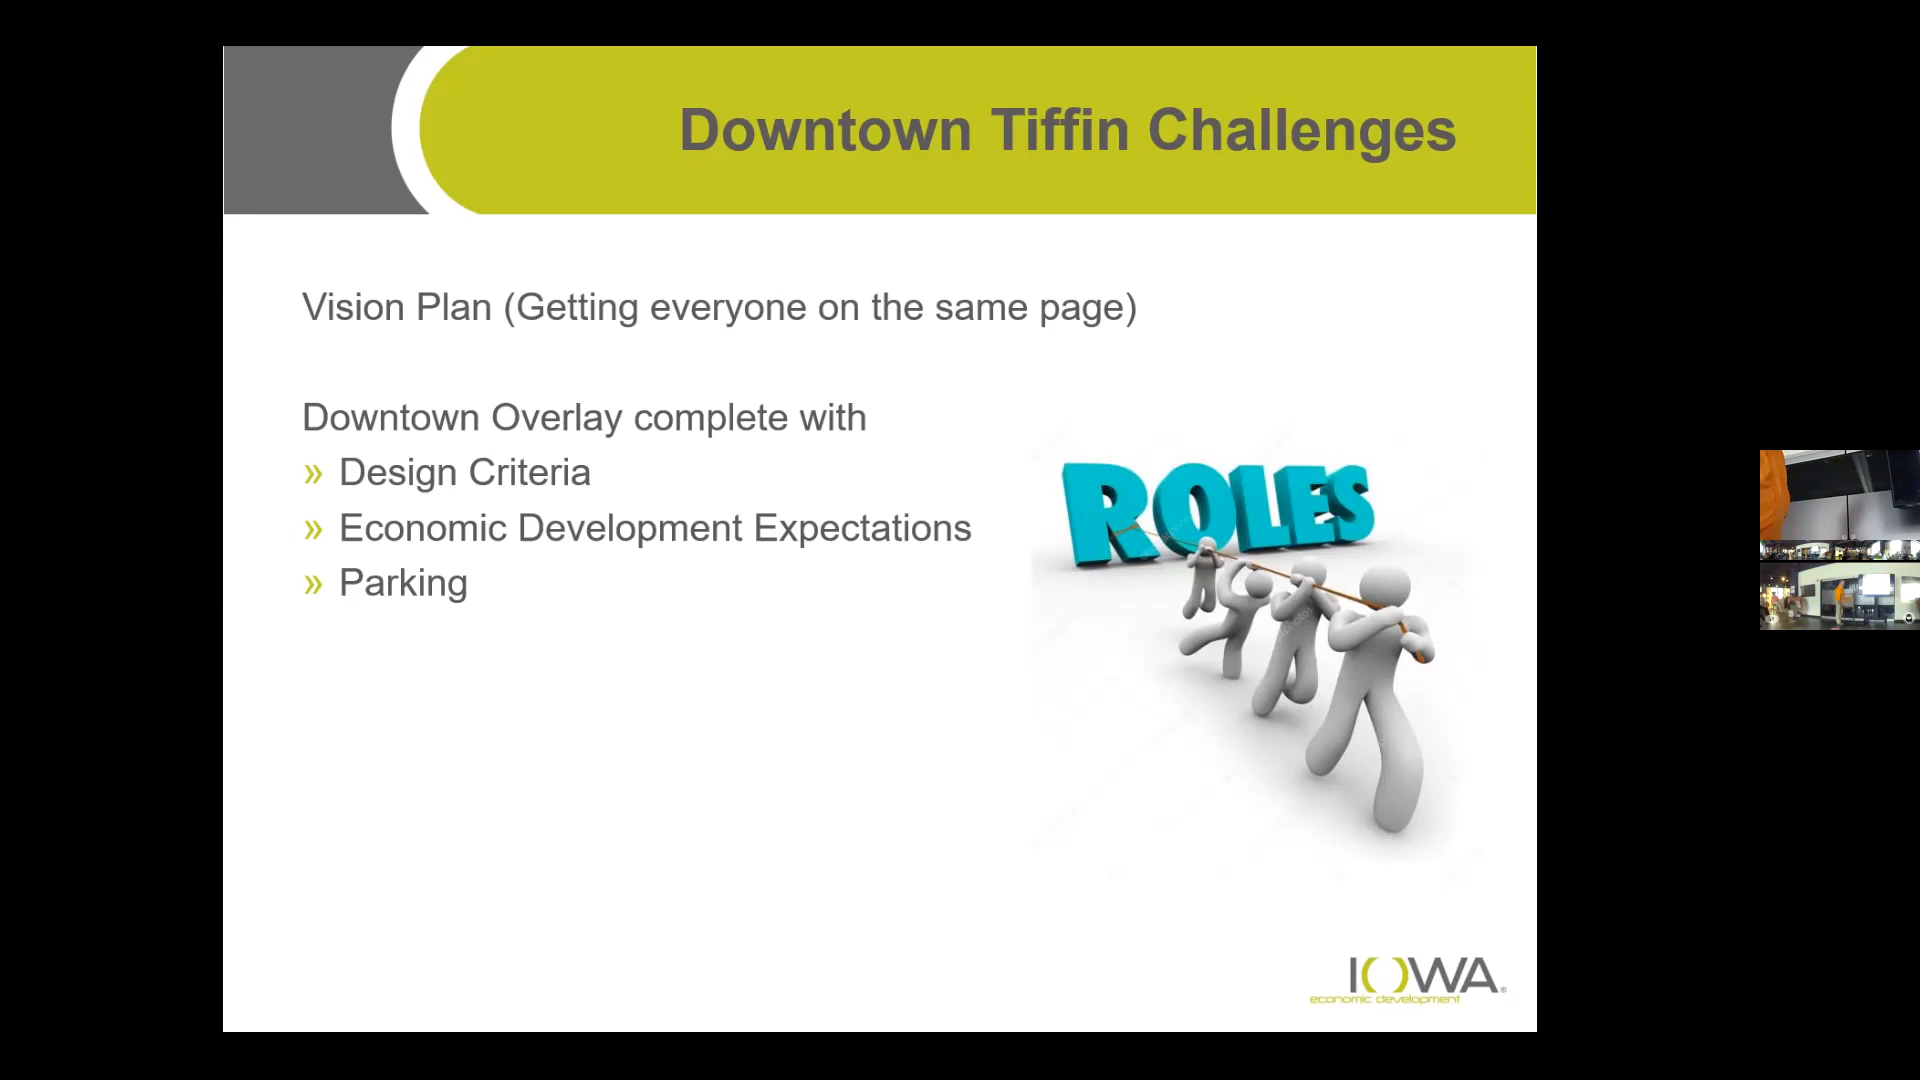 Downtown Tiffin Challenges
Vision Plan (Getting everyone on the same page)
Downtown Overlay complete with
» Design Criteria
» Economic Development Expectations
» Parking
ROLES
IOWA®
economic development